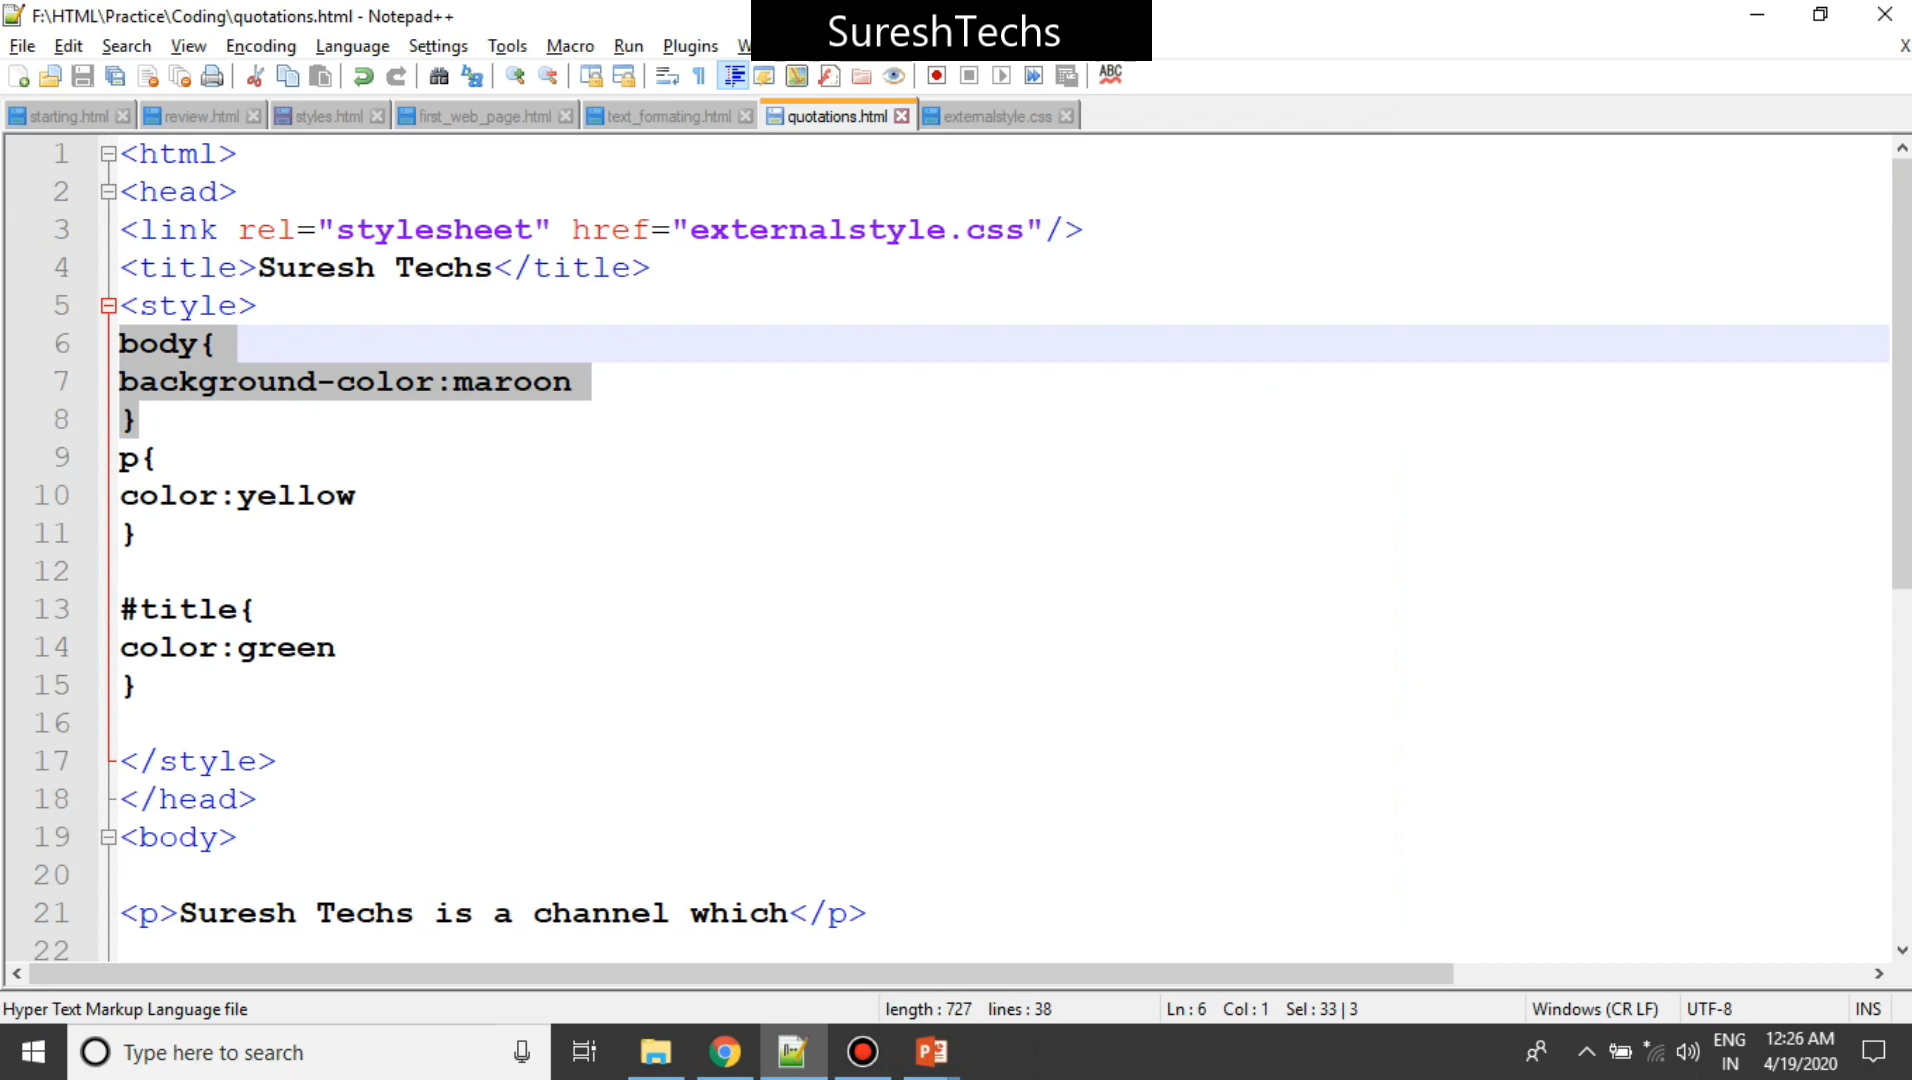 F:\HTML\Practice\Coding\quotations.html - Notepad++
SureshTechs
File Edit Search View Encoding Language Settings Tools Macro Run Plugins W X
ABC
starting.html review.html styles.html first_web_page.html text_formating.html quotations.html externalstyle.css
1 <html>
2 <head>
3 <link rel="stylesheet" href="externalstyle.css"/>
4 <title>Suresh Techs</title>
5 <style>
6 body{
7 background-color:maroon
8 }
9 p{
10 color:yellow
11 }
12
13 #title{
14 color:green
15 }
16
17 </style>
18 </head>
19 <body>
20
21 <p>Suresh Techs is a channel which</p>
22
Hyper Text Markup Language file length : 727 lines : 38 Ln : 6 Col : 1 Sel : 33 | 3 Windows (CR LF) UTF-8 INS
Type here to search
ENG 12:26 AM
IN 4/19/2020